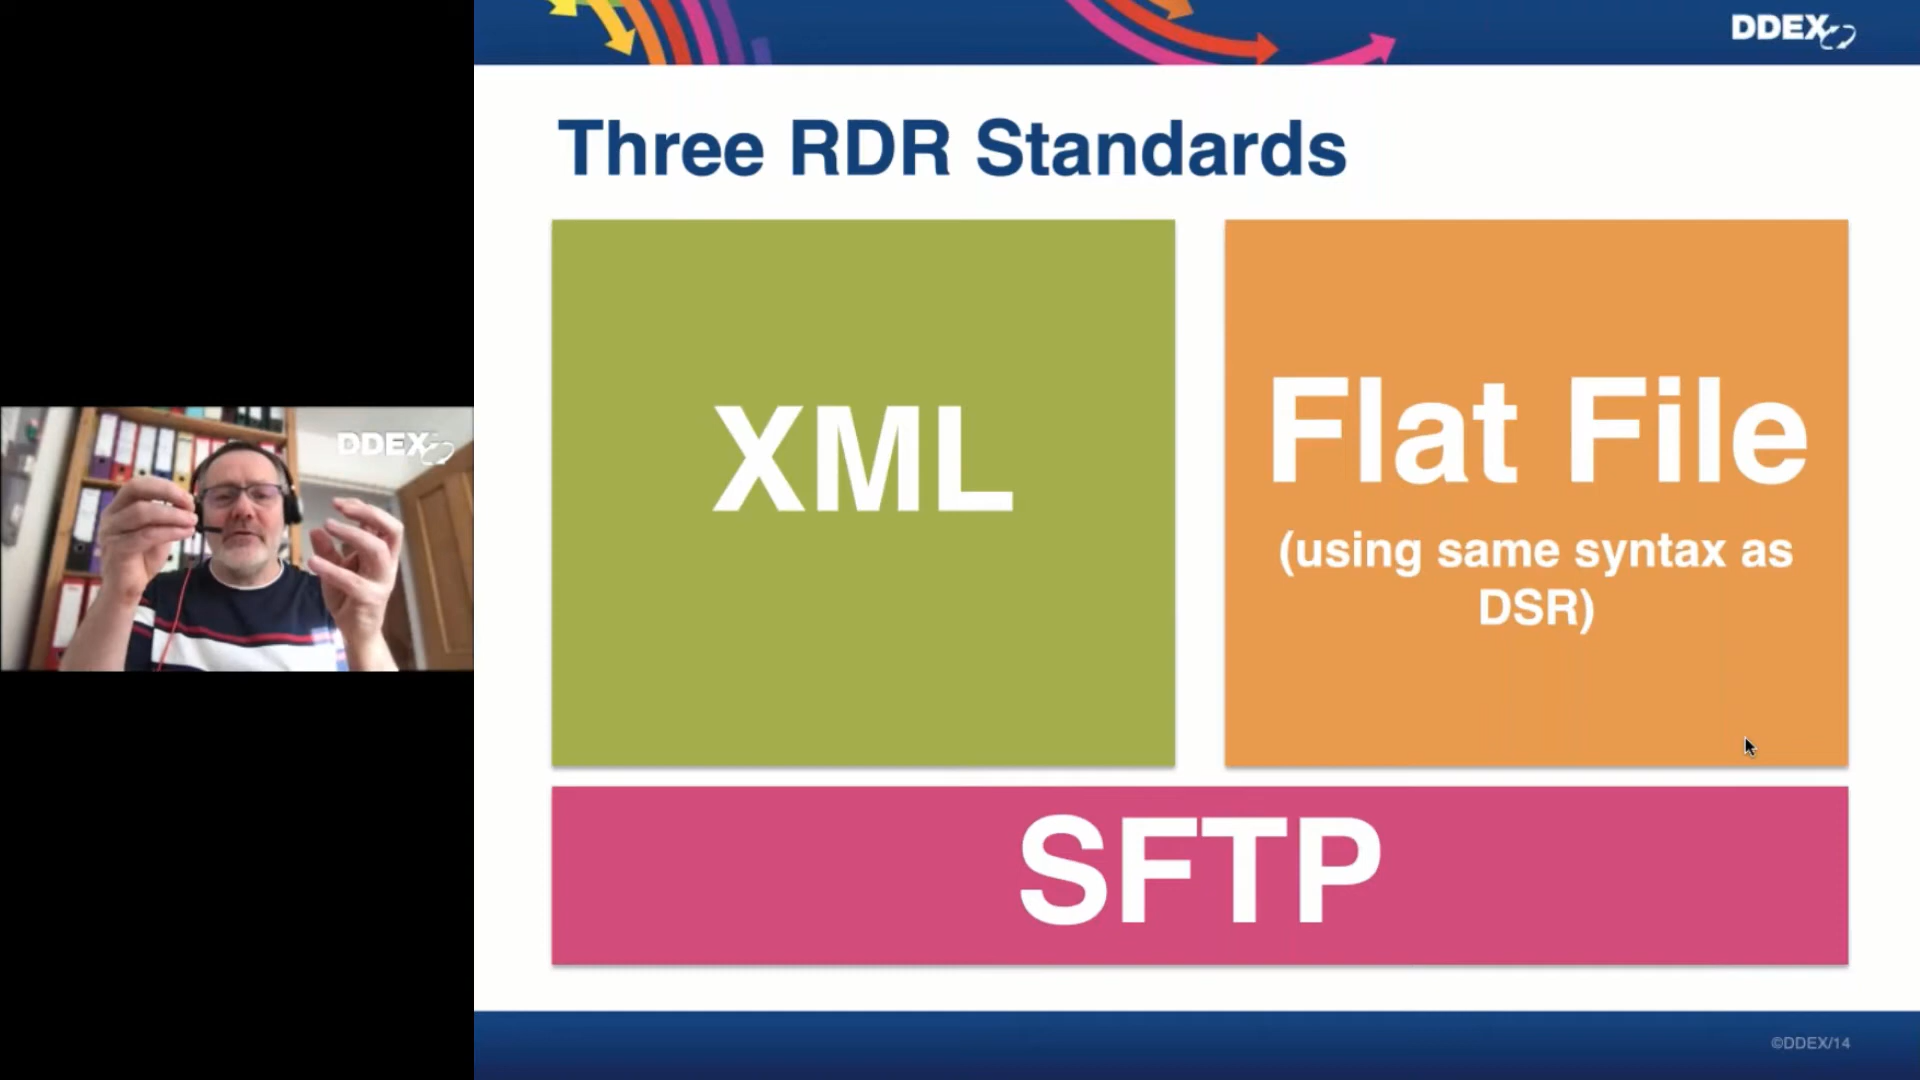 DDEX
Three RDR Standards
XML
Flat File
(using same syntax as
DSR)
SFTP
DDEX
©DDEX/14